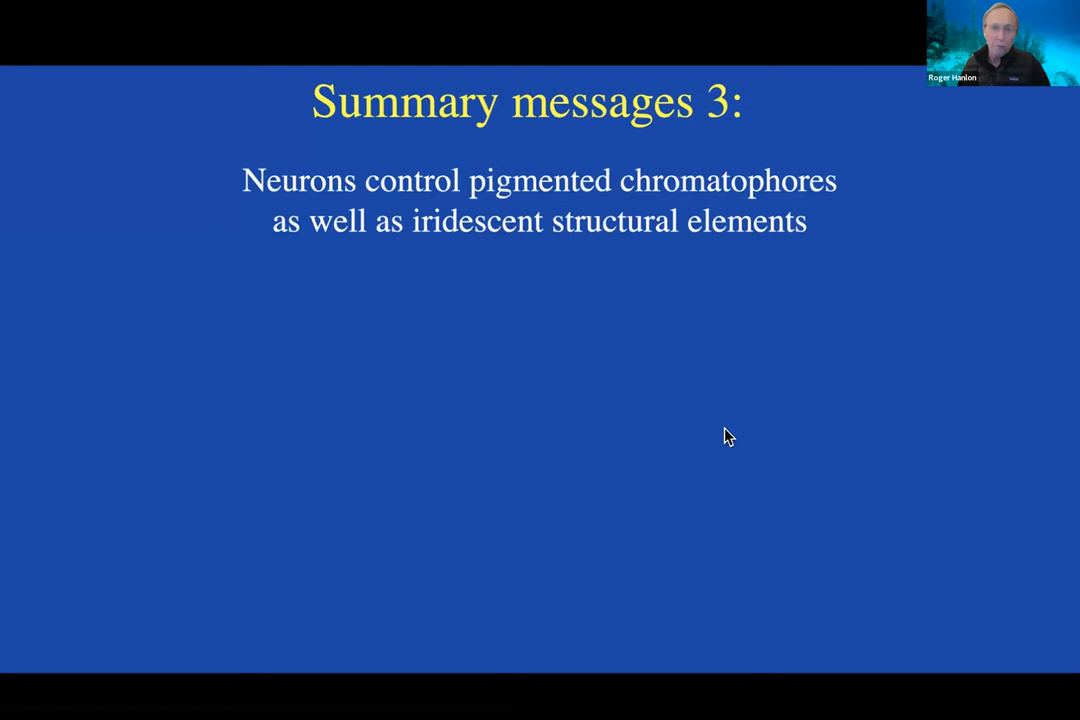 Roger Hanlon
Summary messages 3:
Neurons control pigmented chromatophores
as well as iridescent structural elements